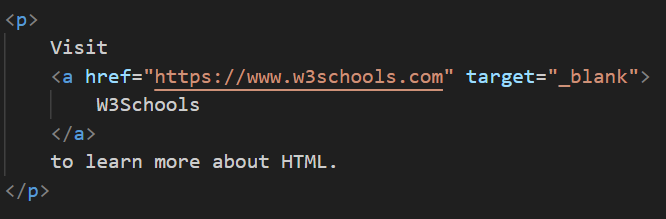 <p>
Visit
<a href="https://www.w3schools.com" target="_blank">
W3Schools
</a>
to learn more about HTML.
</p>